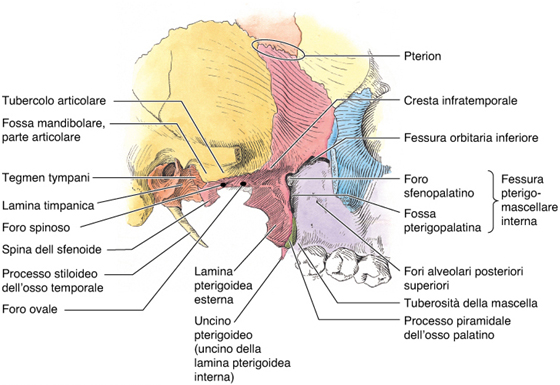 Pterion
Tubercolo articolare
Fossa mandibolare,
parte articolare
Tegmen tympani
Lamina timpanica
Foro spinoso
Spina dell sfenoide
Processo stiloideo
dell'osso temporale
Foro ovale
Lamina
pterigoidea
esterna
Uncino
pterigoideo
(uncino della
lamina pterigoidea
interna)
Cresta infratemporale
Fessura orbitaria inferiore
Foro
sfenopalatino
Fossa
pterigopalatina
Fessura
pterigo-
mascellare
interna
Fori alveolari posteriori
superiori
Tuberosità della mascella
Processo piramidale
dell'osso palatino